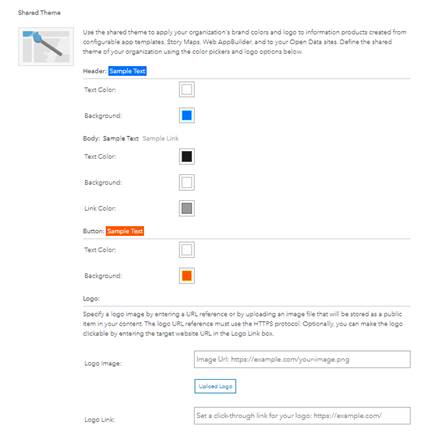 Shared Theme
Use the shared theme to apply your organization's brand colors and logo to information products created from
configurable app templates, Story Maps, Web AppBuilder, and to your Open Data sites. Define the shared
theme of your organization using the color pickers and logo options below.
Header: Sample Text
Text Color:
Background:
Body: Sample Text Sample Link
Text Color:
Background:
Link Color:
Button: Sample Text
Text Color:
Background:
Logo:
Specify a logo image by entering a URL reference or by uploading an image file that will be stored as a public
item in your content. The logo URL reference must use the HTTPS protocol. Optionally, you can make the logo
clickable by entering the target website URL in the Logo Link box.
Logo Image: Image Url: https://example.com/your-image.png
Upload Logo
Logo Link: Set a click-through link for your logo: https://example.com/